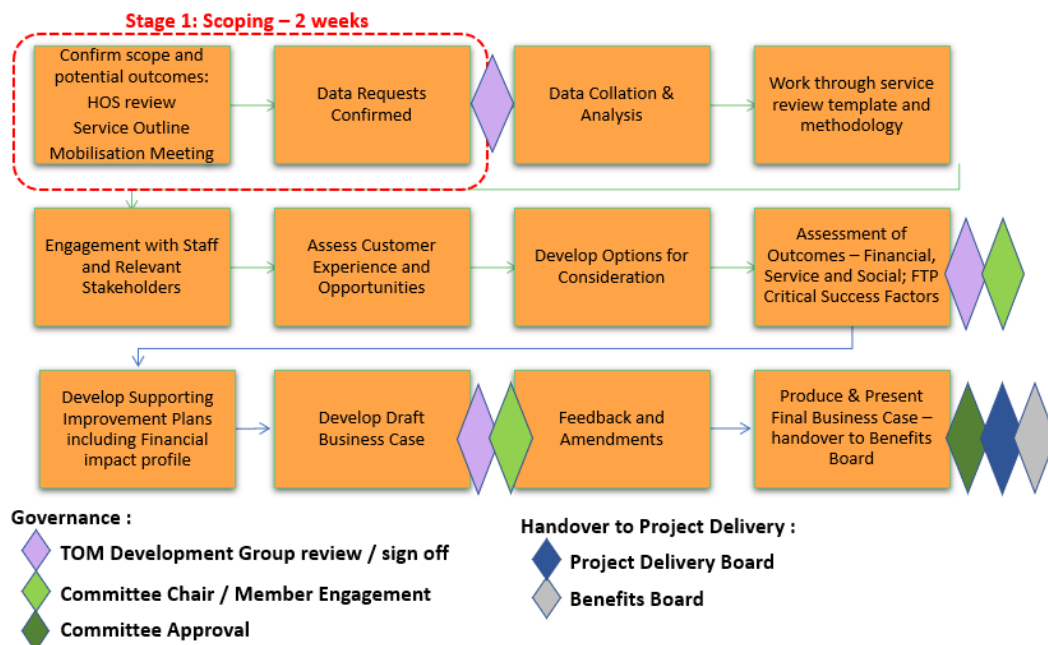 Stage 1: Scoping – 2 weeks
Confirm scope and
potential outcomes:
HOS review
Service Outline
Mobilisation Meeting
Data Requests
Confirmed
Data Collation &
Analysis
Work through service
review template and
methodology
Engagement with Staff
and Relevant
Stakeholders
Assess Customer
Experience and
Opportunities
Develop Options for
Consideration
Assessment of
Outcomes – Financial,
Service and Social; FTP
Critical Success Factors
Develop Supporting
Improvement Plans
including Financial
impact profile
Develop Draft
Business Case
Feedback and
Amendments
Produce & Present
Final Business Case –
handover to Benefits
Board
Governance :
TOM Development Group review / sign off
Committee Chair / Member Engagement
Committee Approval
Handover to Project Delivery :
Project Delivery Board
Benefits Board